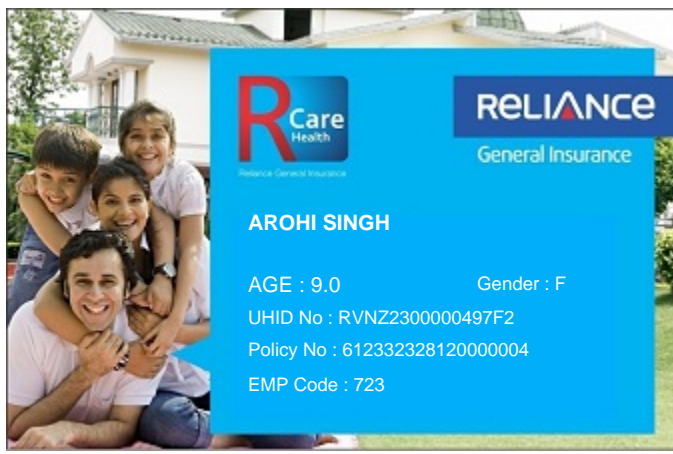 R Care
Health
Reliance General Insurance
RELIANCE
General Insurance
AROHI SINGH
AGE : 9.0 Gender : F
UHID No : RVNZ2300000497F2
Policy No : 612332328120000004
EMP Code : 723